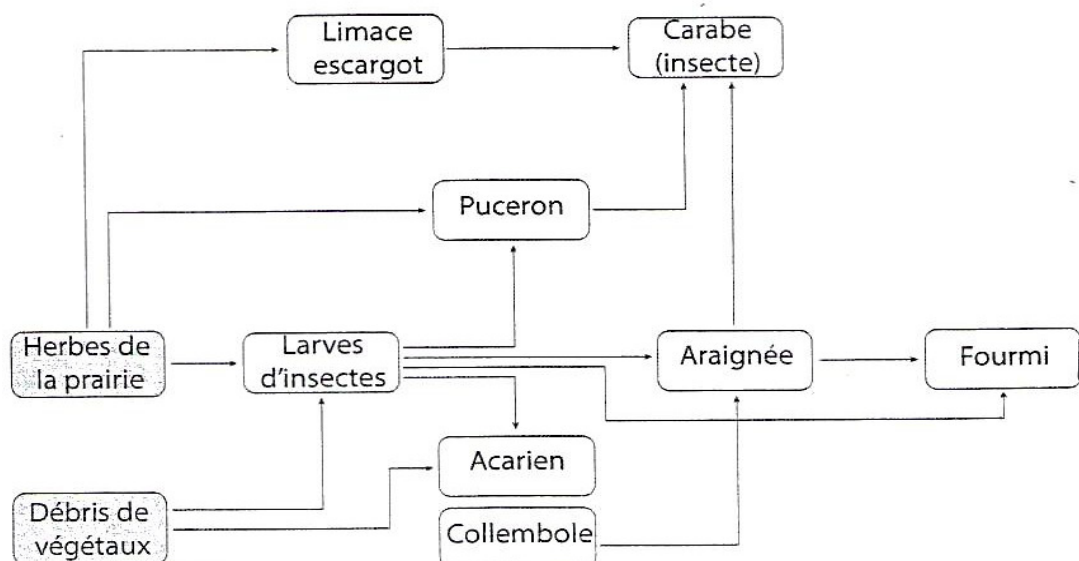 Limace
escargot
Carabe
(insecte)
Puceron
Herbes de
la prairie
Larves
d'insectes
Araignée
Fourmi
Acarien
Débris de
végétaux
Collembole